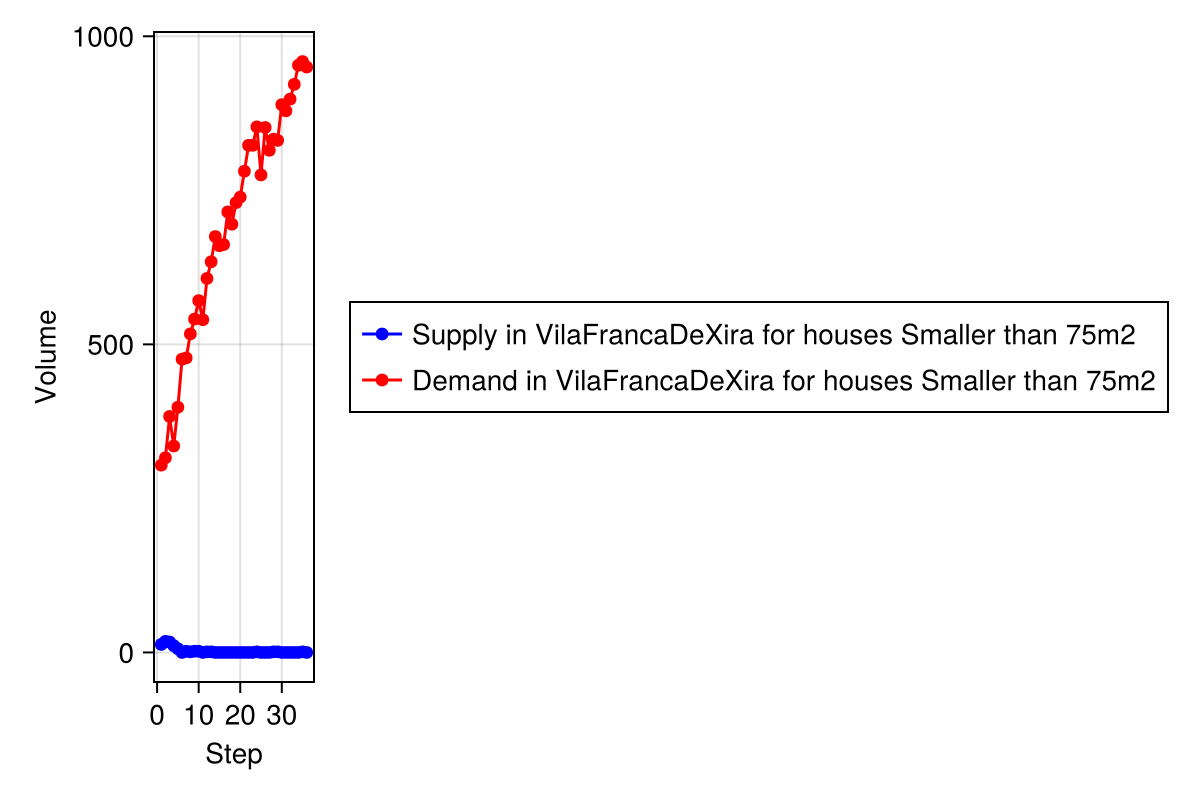 1000
500
0
Volume
0 10 20 30
Step
Supply in VilaFrancaDeXira for houses Smaller than 75m2
Demand in VilaFrancaDeXira for houses Smaller than 75m2